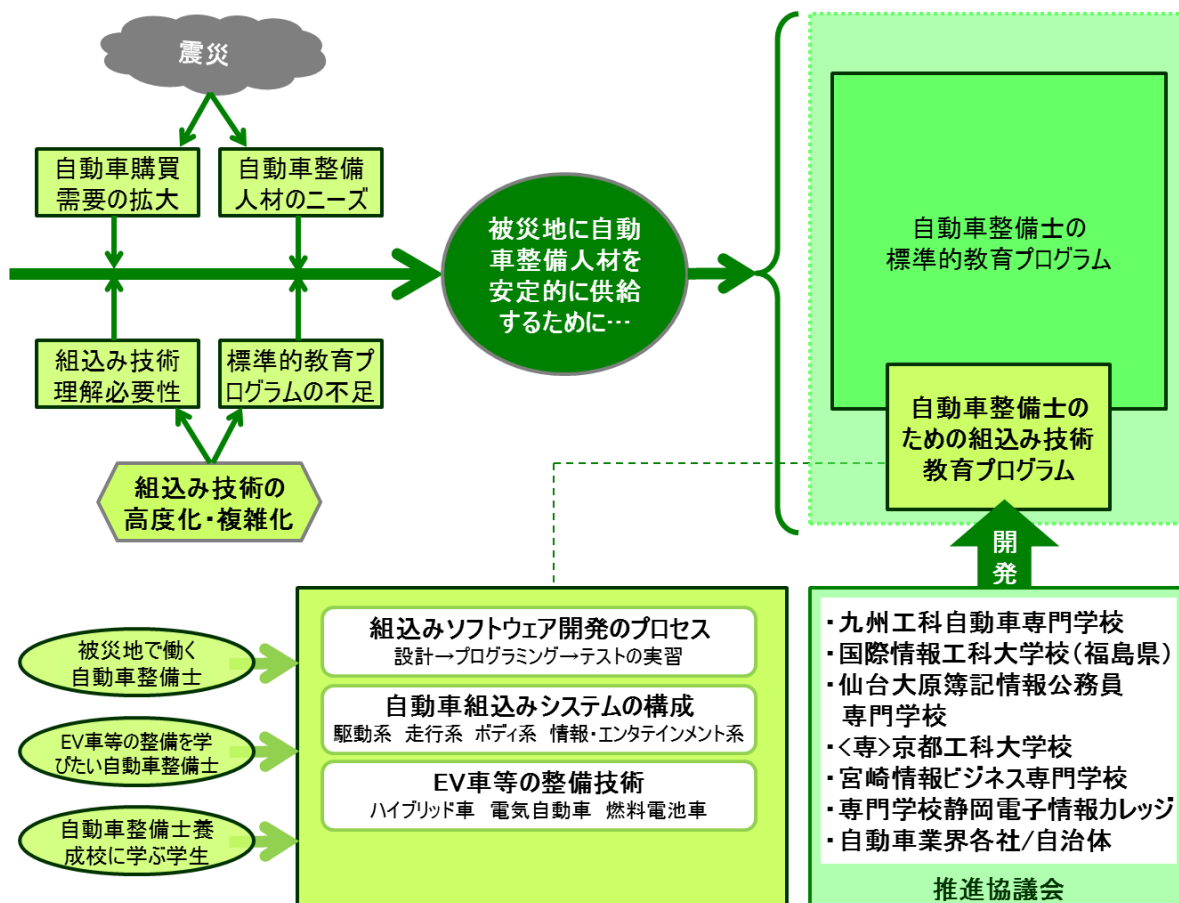 震災
自動車購買
需要の拡大
自動車整備
人材のニーズ
組込み技術
理解必要性
標準的教育プ
ログラムの不足
組込み技術の
高度化・複雑化
被災地に自動
車整備人材を
安定的に供給
するために…
自動車整備士の
標準的教育プログラム
自動車整備士の
ための組込み技術
教育プログラム
開
発
被災地で働く
自動車整備士
EV車等の整備を学
びたい自動車整備士
自動車整備士養
成校に学ぶ学生
組込みソフトウェア開発のプロセス
設計→プログラミング→テストの実習
自動車組込みシステムの構成
駆動系 走行系 ボディ系 情報・エンタテインメント系
EV車等の整備技術
ハイブリッド車 電気自動車 燃料電池車
・九州工科自動車専門学校
・国際情報工科大学校(福島県)
・仙台大原簿記情報公務員
専門学校
・<専>京都工科大学校
・宮崎情報ビジネス専門学校
・専門学校静岡電子情報カレッジ
・自動車業界各社/自治体
推進協議会